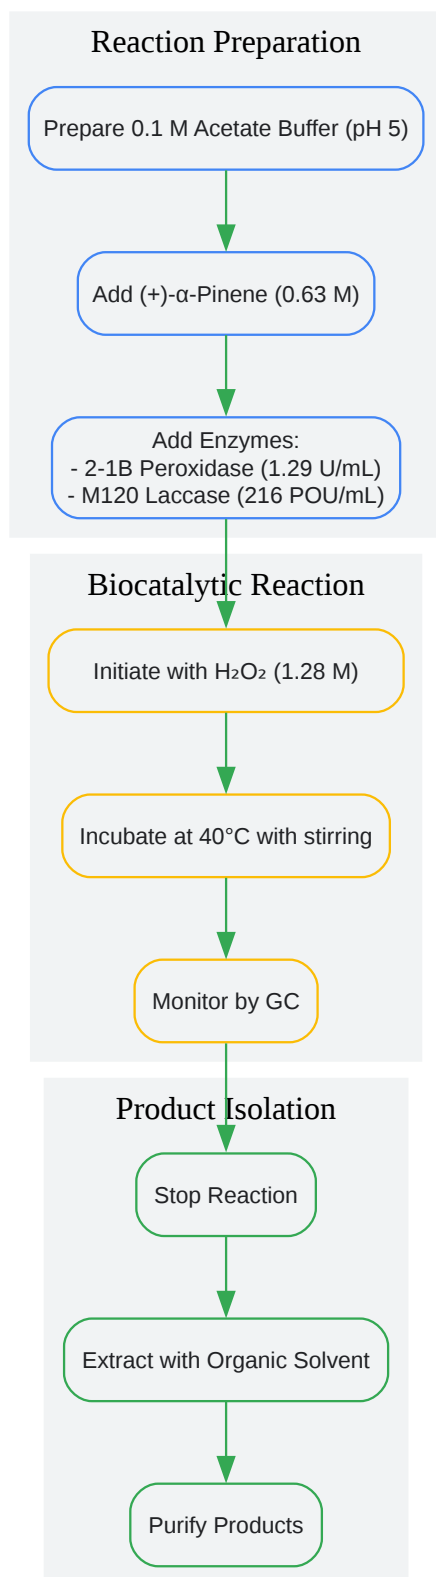 Reaction Preparation
Prepare 0.1 M Acetate Buffer (pH 5)
Add (+)-α-Pinene (0.63 M)
Add Enzymes:
- 2-1B Peroxidase (1.29 U/mL)
- M120 Laccase (216 POU/mL)
Biocatalytic Reaction
Initiate with H₂O₂ (1.28 M)
Incubate at 40°C with stirring
Monitor by GC
Product Isolation
Stop Reaction
Extract with Organic Solvent
Purify Products